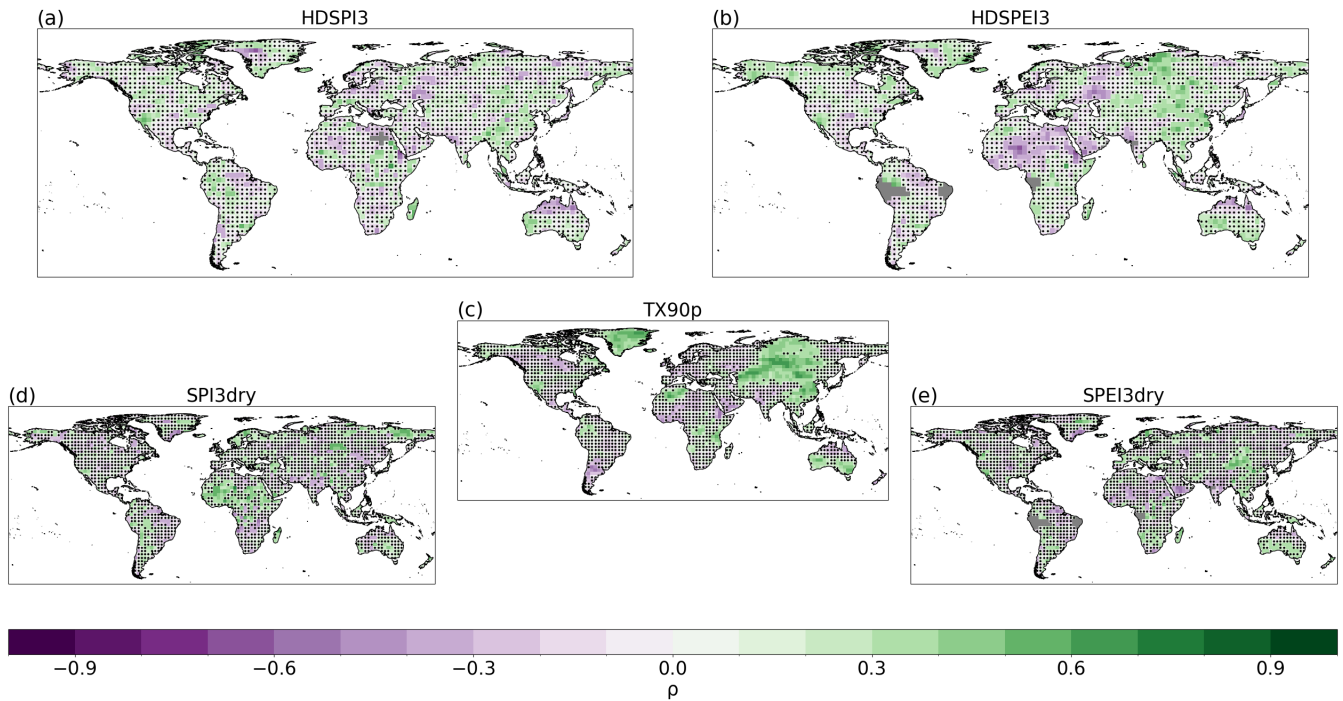 (a) HDSPI3
(b) HDSPEI3
(c) TX90p
(d) SPI3dry
(e) SPEI3dry
−0.9 −0.6 −0.3 0.0 0.3 0.6 0.9
ρ